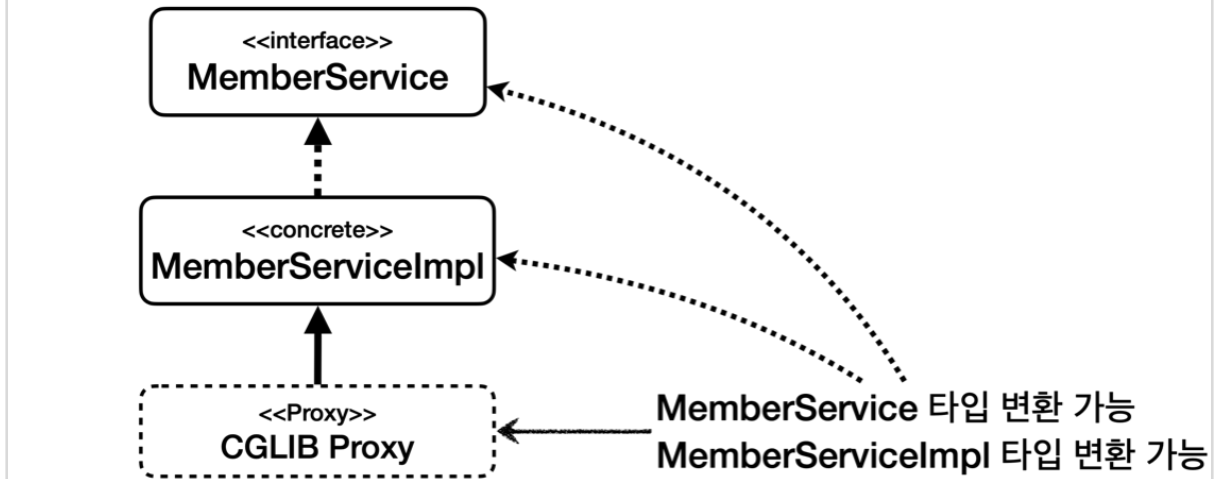 <<interface>>
MemberService
<<concrete>>
MemberServiceImpl
<<Proxy>>
CGLIB Proxy
MemberService 타입 변환 가능
MemberServiceImpl 타입 변환 가능